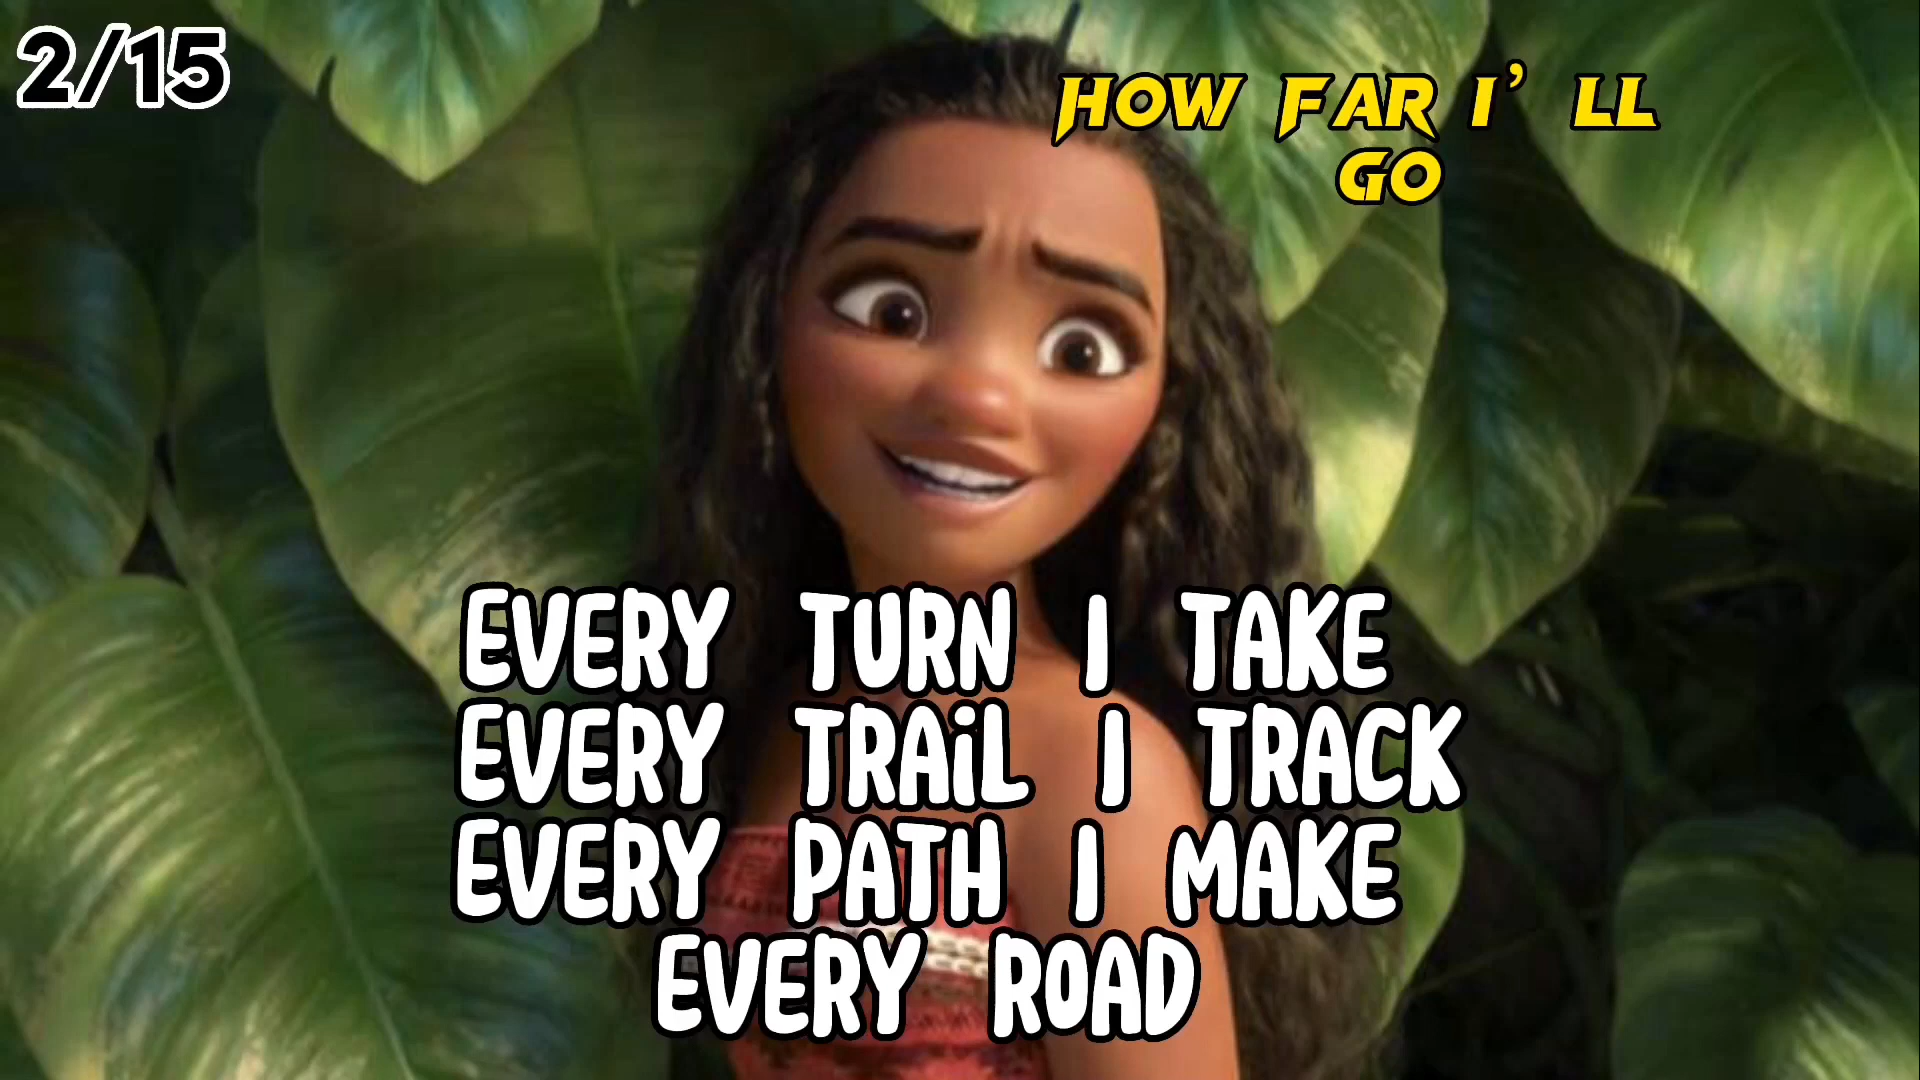 2/15
HOW FAR I'LL
GO
EVERY TURN I TAKE
EVERY TRAiL I TRACK
EVERY PATH I MAKE
EVERY ROAD